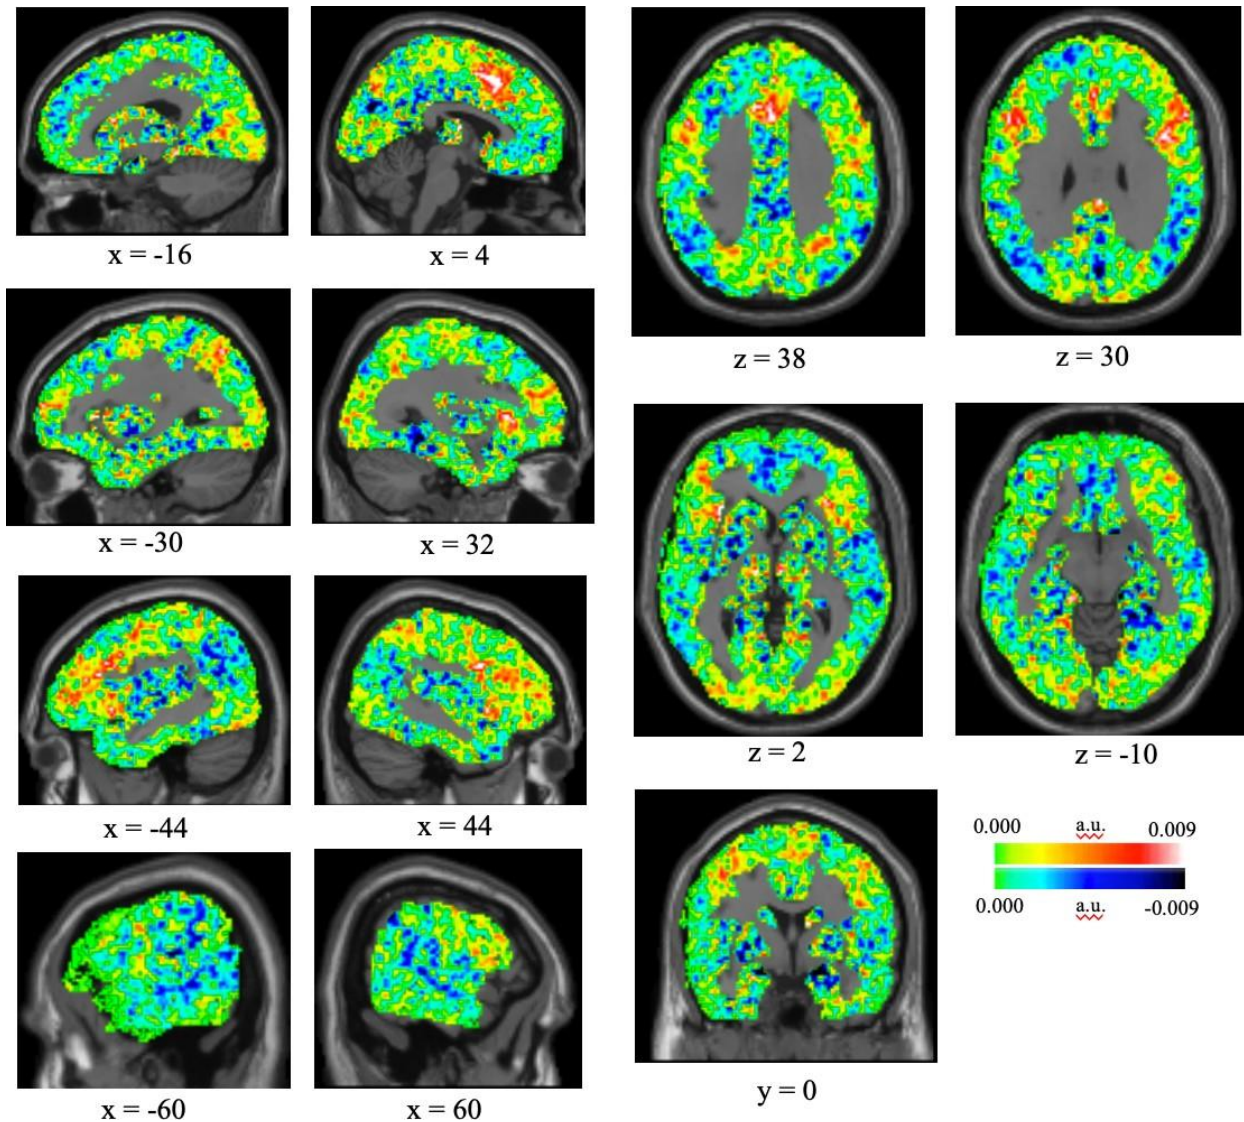 x = -16
x = 4
z = 38
z = 30
x = -30
x = 32
x = -44
x = 44
z = 2
z = -10
0.000 a.u. 0.009
0.000 a.u. -0.009
x = -60
x = 60
y = 0